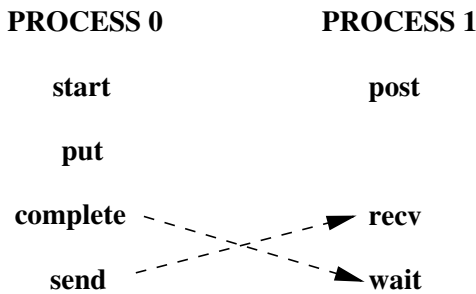 PROCESS 0 PROCESS 1
start post
put
complete recv
send wait